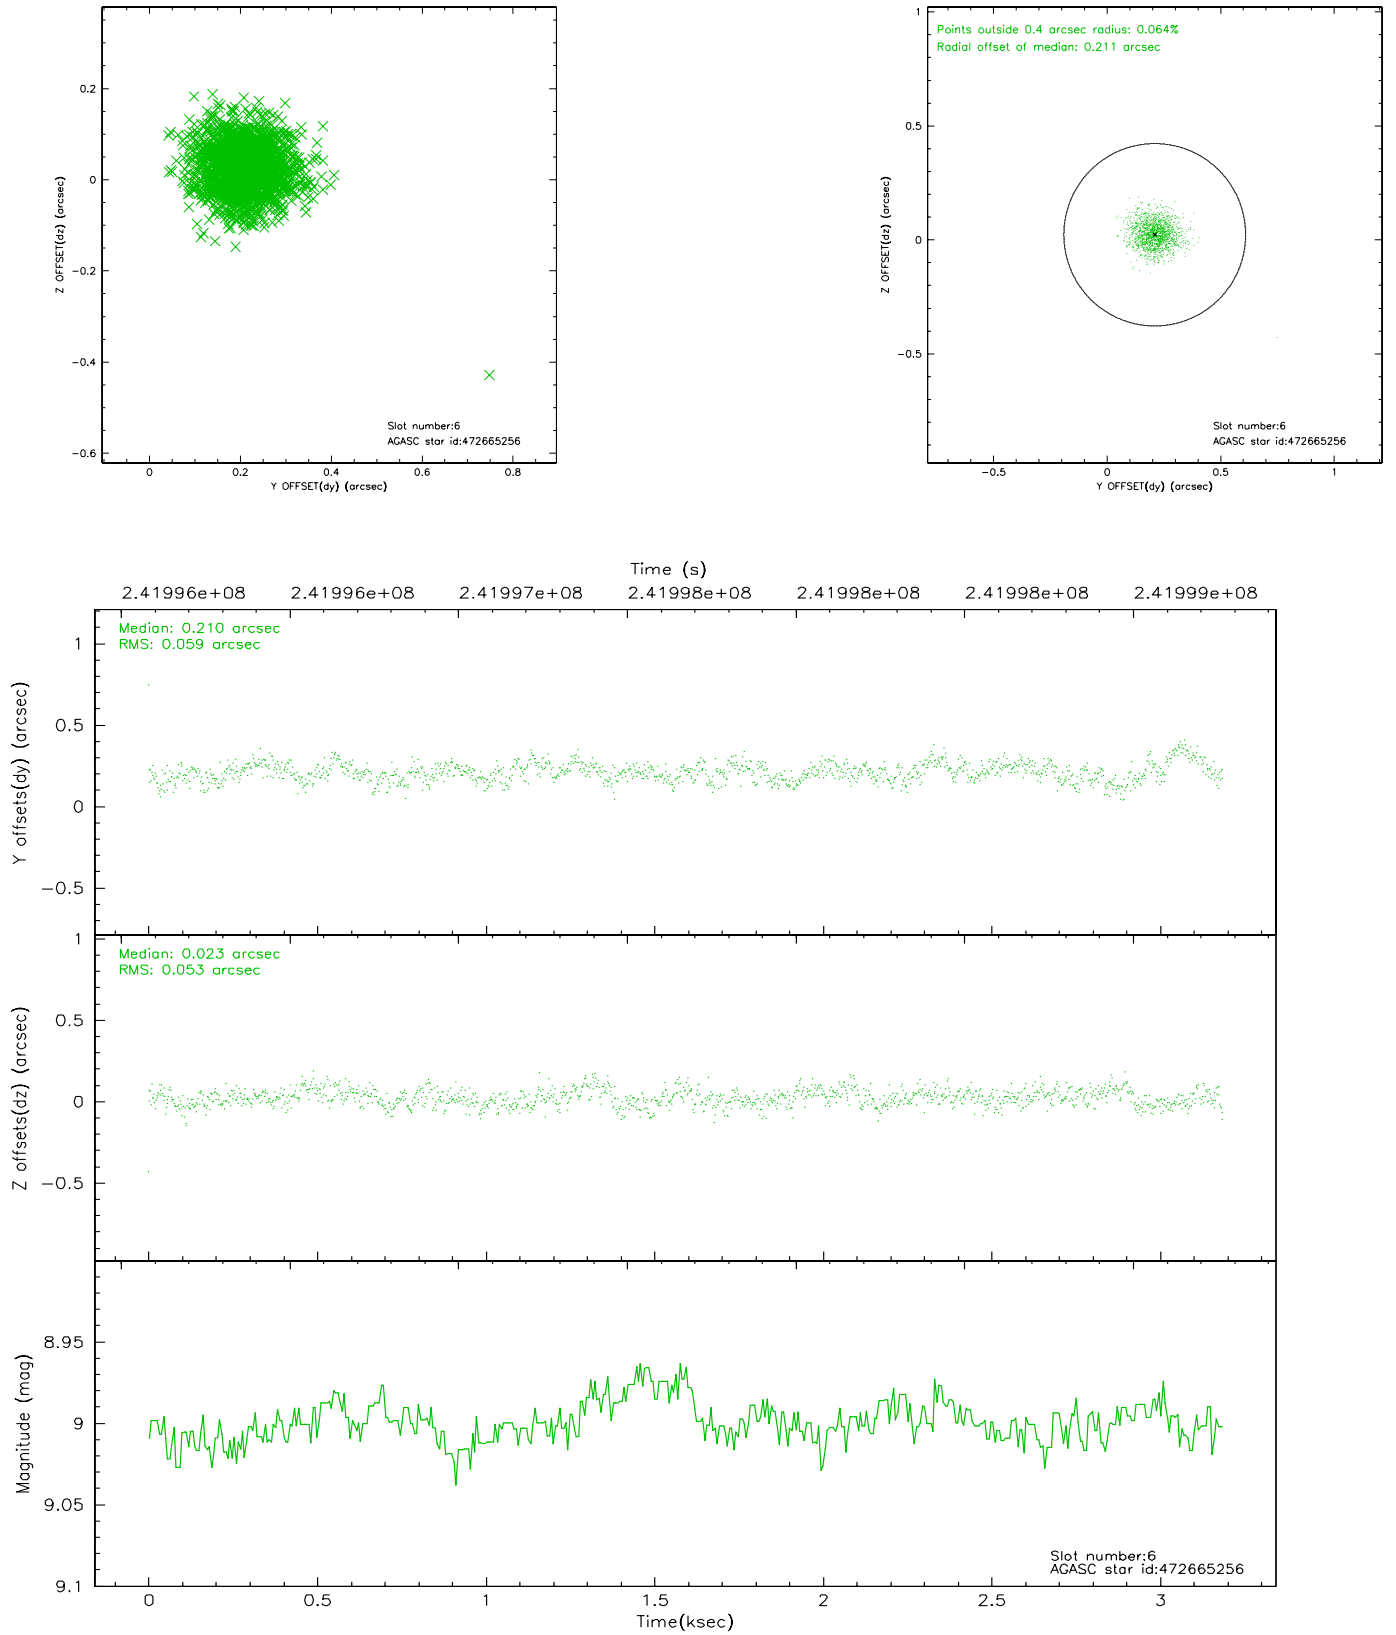 0.2
0
−0.2
−0.4
−0.6
Z OFFSET(dz) (arcsec)
Slot number:6
AGASC star id:472665256
0 0.2 0.4 0.6 0.8
Y OFFSET(dy) (arcsec)
Points outside 0.4 arcsec radius: 0.064%
Radial offset of median: 0.211 arcsec
1
0.5
0
−0.5
Z OFFSET(dz) (arcsec)
Slot number:6
AGASC star id:472665256
−0.5 0 0.5 1
Y OFFSET(dy) (arcsec)
Time (s)
2.41996e+08 2.41996e+08 2.41997e+08 2.41998e+08 2.41998e+08 2.41998e+08 2.41999e+08
Median: 0.210 arcsec
RMS: 0.059 arcsec
1
0.5
0
−0.5
Y offsets(dy) (arcsec)
Median: 0.023 arcsec
RMS: 0.053 arcsec
1
0.5
0
−0.5
Z offsets(dz) (arcsec)
8.95
9
9.05
9.1
Magnitude (mag)
Slot number:6
AGASC star id:472665256
0 0.5 1 1.5 2 2.5 3
Time(ksec)